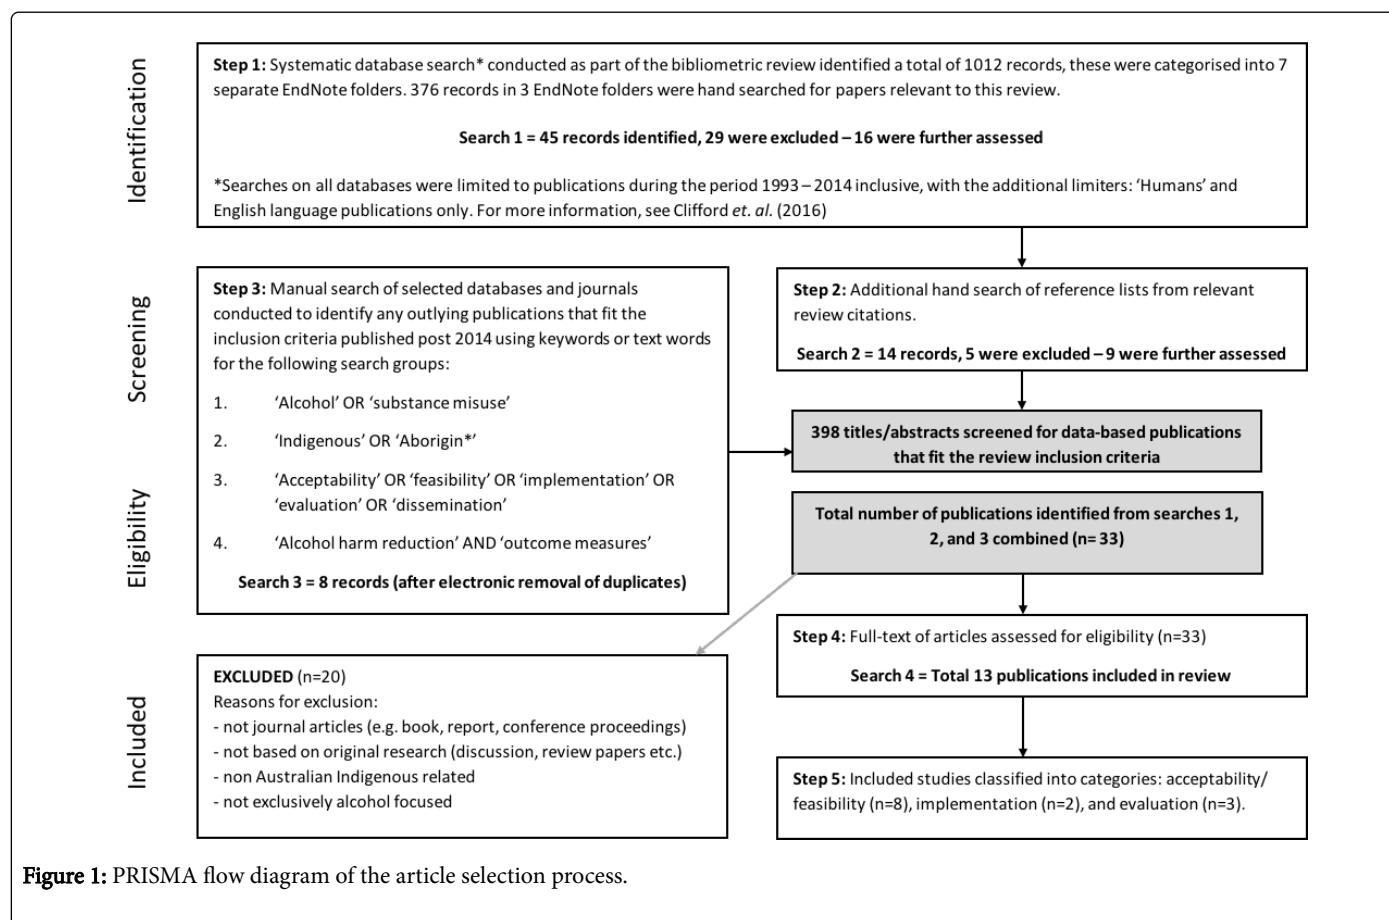 Identification
Step 1: Systematic database search* conducted as part of the bibliometric review identified a total of 1012 records, these were categorised into 7
separate EndNote folders. 376 records in 3 EndNote folders were hand searched for papers relevant to this review.
Search 1 = 45 records identified, 29 were excluded – 16 were further assessed
*Searches on all databases were limited to publications during the period 1993 – 2014 inclusive, with the additional limiters: ‘Humans’ and
English language publications only. For more information, see Clifford et. al. (2016)
Screening
Step 2: Additional hand search of reference lists from relevant
review citations.
Search 2 = 14 records, 5 were excluded – 9 were further assessed
Step 3: Manual search of selected databases and journals
conducted to identify any outlying publications that fit the
inclusion criteria published post 2014 using keywords or text words
for the following search groups:
1. ‘Alcohol’ OR ‘substance misuse’
2. ‘Indigenous’ OR ‘Aborigin*’
3. ‘Acceptability’ OR ‘feasibility’ OR ‘implementation’ OR
‘evaluation’ OR ‘dissemination’
4. ‘Alcohol harm reduction’ AND ‘outcome measures’
Search 3 = 8 records (after electronic removal of duplicates)
398 titles/abstracts screened for data-based publications
that fit the review inclusion criteria
Eligibility
Total number of publications identified from searches 1,
2, and 3 combined (n= 33)
Step 4: Full-text of articles assessed for eligibility (n=33)
Search 4 = Total 13 publications included in review
Included
EXCLUDED (n=20)
Reasons for exclusion:
- not journal articles (e.g. book, report, conference proceedings)
- not based on original research (discussion, review papers etc.)
- non Australian Indigenous related
- not exclusively alcohol focused
Step 5: Included studies classified into categories: acceptability/
feasibility (n=8), implementation (n=2), and evaluation (n=3).
Figure 1: PRISMA flow diagram of the article selection process.